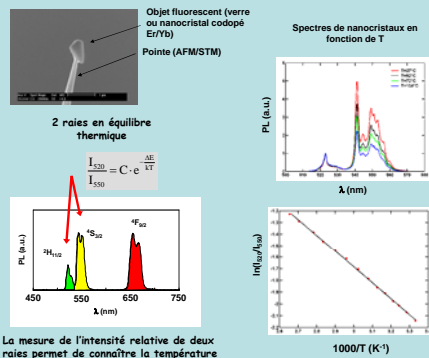 Objet fluorescent (verre
ou nanocristal codopé
Er/Yb)
Pointe (AFM/STM)
2 raies en équilibre
thermique
I₅₂₀/I₅₅₀ = C·e^(-ΔE/kT)
PL (a.u.)
²H₁₁/₂
⁴S₃/₂
⁴F₉/₂
450 550 650 750
λ (nm)
La mesure de l'intensité relative de deux
raies permet de connaître la température
Spectres de nanocristaux en
fonction de T
PL (a.u.)
λ (nm)
ln(I₅₂₀/I₅₅₀)
1000/T (K⁻¹)